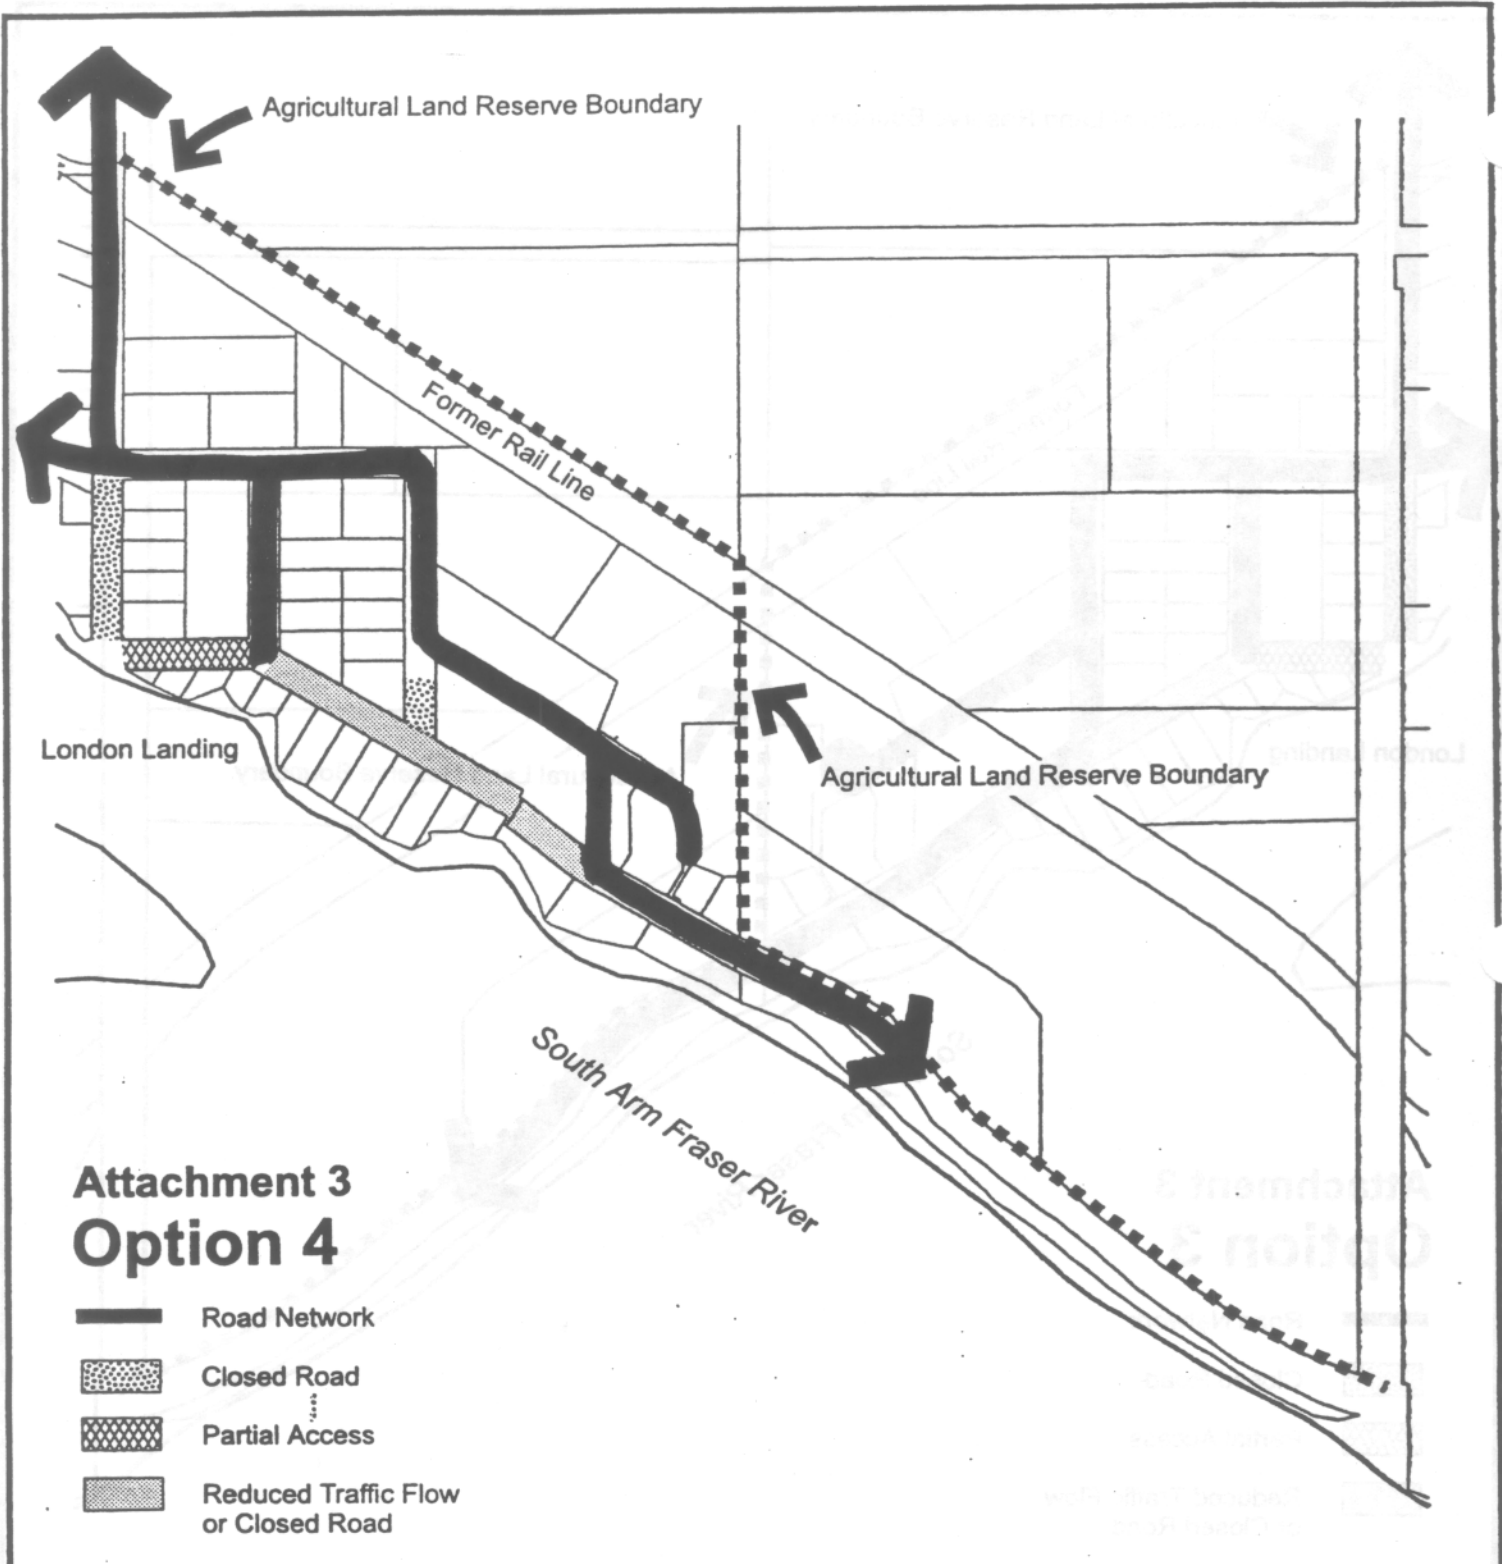 Agricultural Land Reserve Boundary
Former Rail Line
London Landing
Agricultural Land Reserve Boundary
South Arm Fraser River
Attachment 3
Option 4
Road Network
Closed Road
Partial Access
Reduced Traffic Flow
or Closed Road